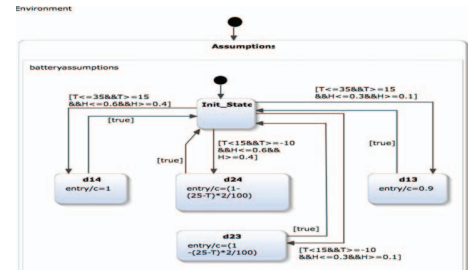 Environment
Assumptions
batteryassumptions
[T<=35&&T>=15
&&H<=0.6&&H>=0.4]
[T<=35&&T>=15
&&H<=0.3&&H>=0.1]
Init_State
[true]
[true]
[true]
[T<15&&T>=-10
&&H<=0.6&&
H>=0.4]
d14
entry/c=1
d24
entry/c=(1-
(25-T)*2/100)
d13
entry/c=0.9
d23
entry/c=(1
-(25-T)*2/100)
[true]
[T<15&&T>=-10
&&H<=0.3&&H>=0.1]